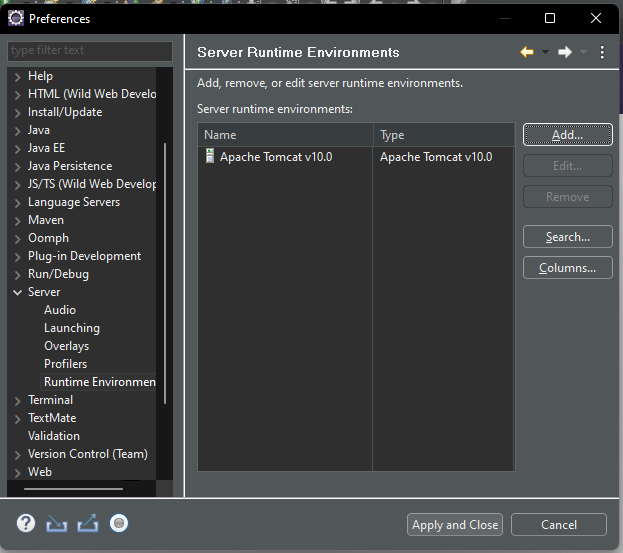 Preferences
type filter text
Help
HTML (Wild Web Develo
Install/Update
Java
Java EE
Java Persistence
JS/TS (Wild Web Develop
Language Servers
Maven
Oomph
Plug-in Development
Run/Debug
Server
Audio
Launching
Overlays
Profilers
Runtime Environmen
Terminal
TextMate
Validation
Version Control (Team)
Web
Server Runtime Environments
Add, remove, or edit server runtime environments.
Server runtime environments:
Name Type
Apache Tomcat v10.0 Apache Tomcat v10.0
Add...
Edit...
Remove
Search...
Columns...
Apply and Close
Cancel